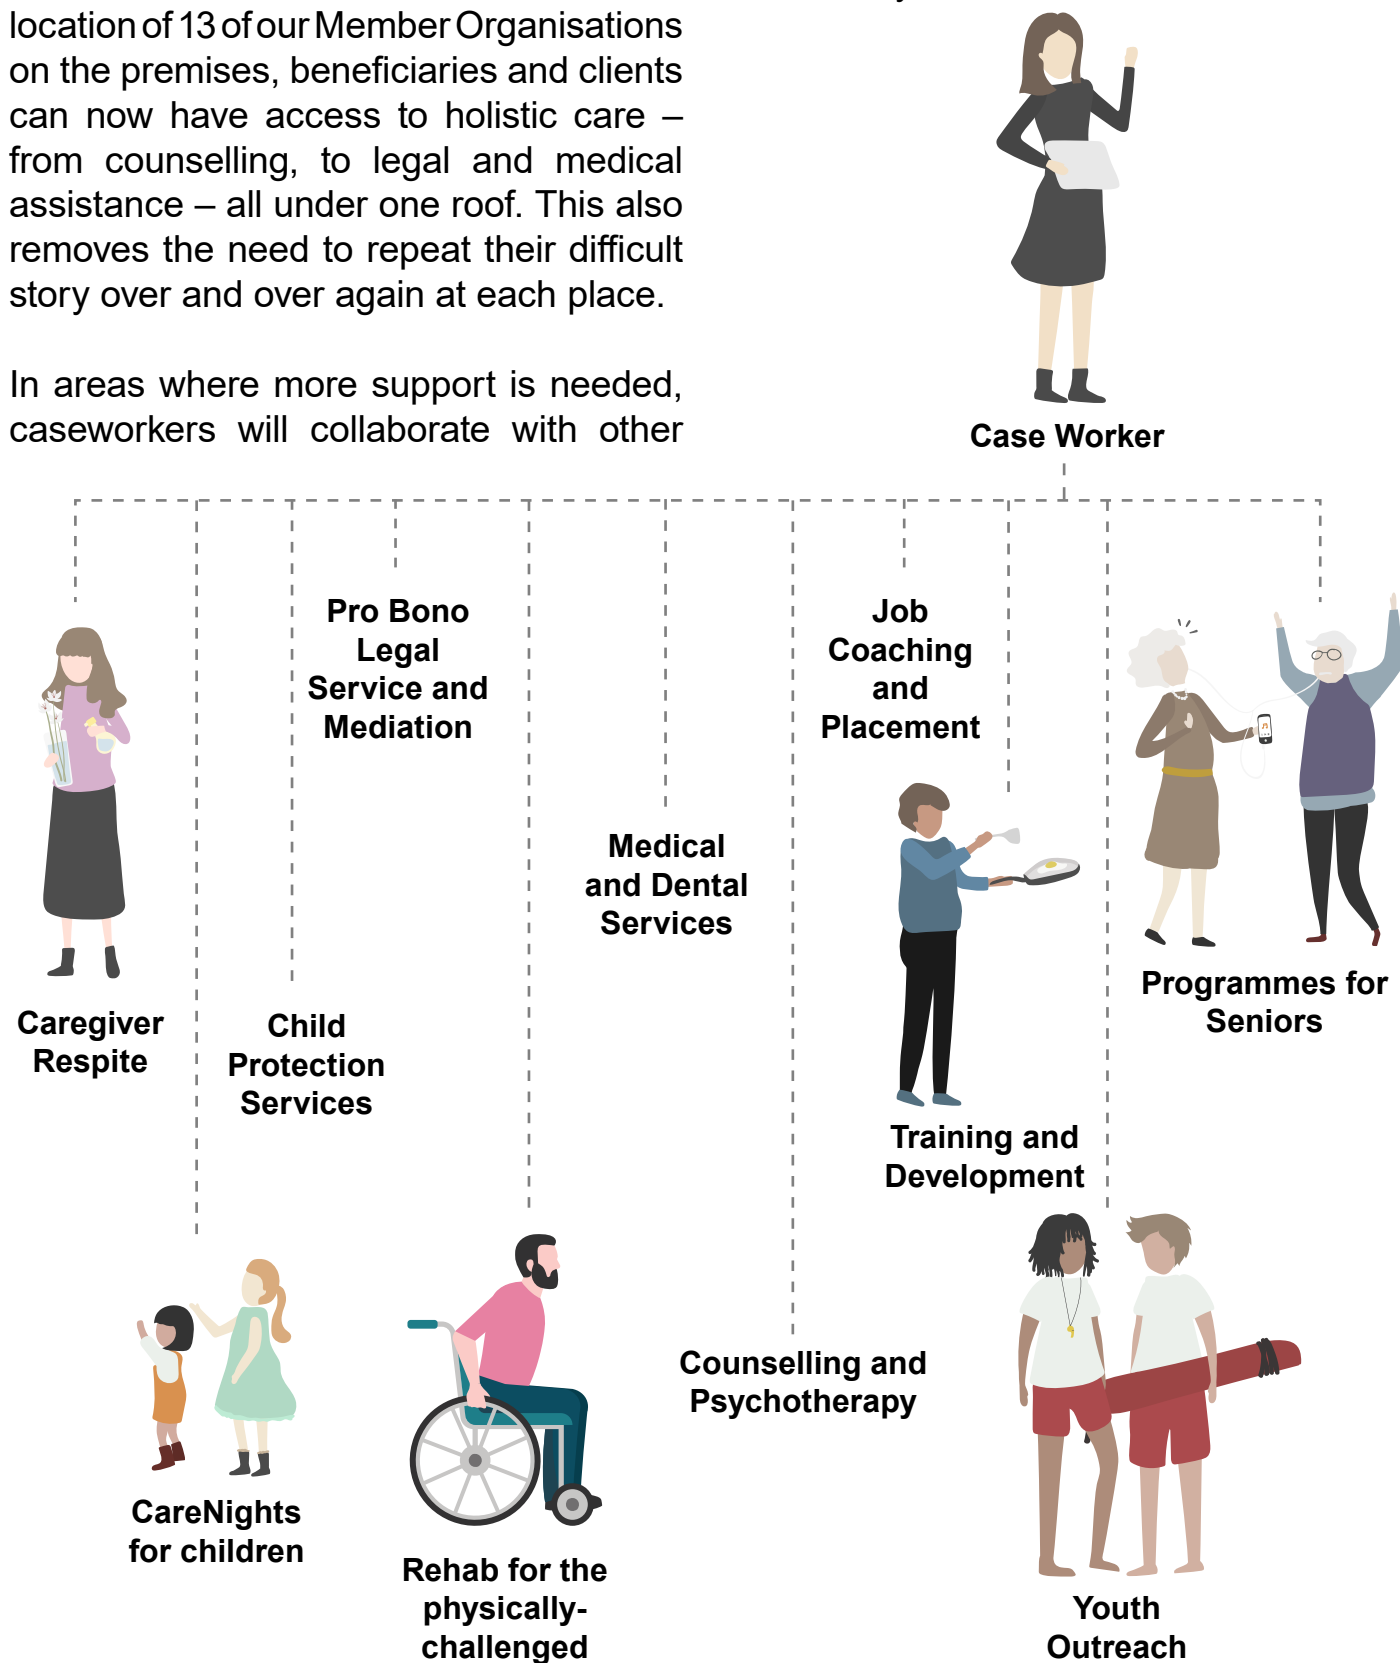 location of 13 of our Member Organisations
on the premises, beneficiaries and clients
can now have access to holistic care –
from counselling, to legal and medical
assistance – all under one roof. This also
removes the need to repeat their difficult
story over and over again at each place.
In areas where more support is needed,
caseworkers will collaborate with other
Case Worker
Pro Bono
Legal
Service and
Mediation
Job
Coaching
and
Placement
Medical
and Dental
Services
Programmes for
Seniors
Caregiver
Respite
Child
Protection
Services
Training and
Development
Counselling and
Psychotherapy
CareNights
for children
Rehab for the
physically-
challenged
Youth
Outreach